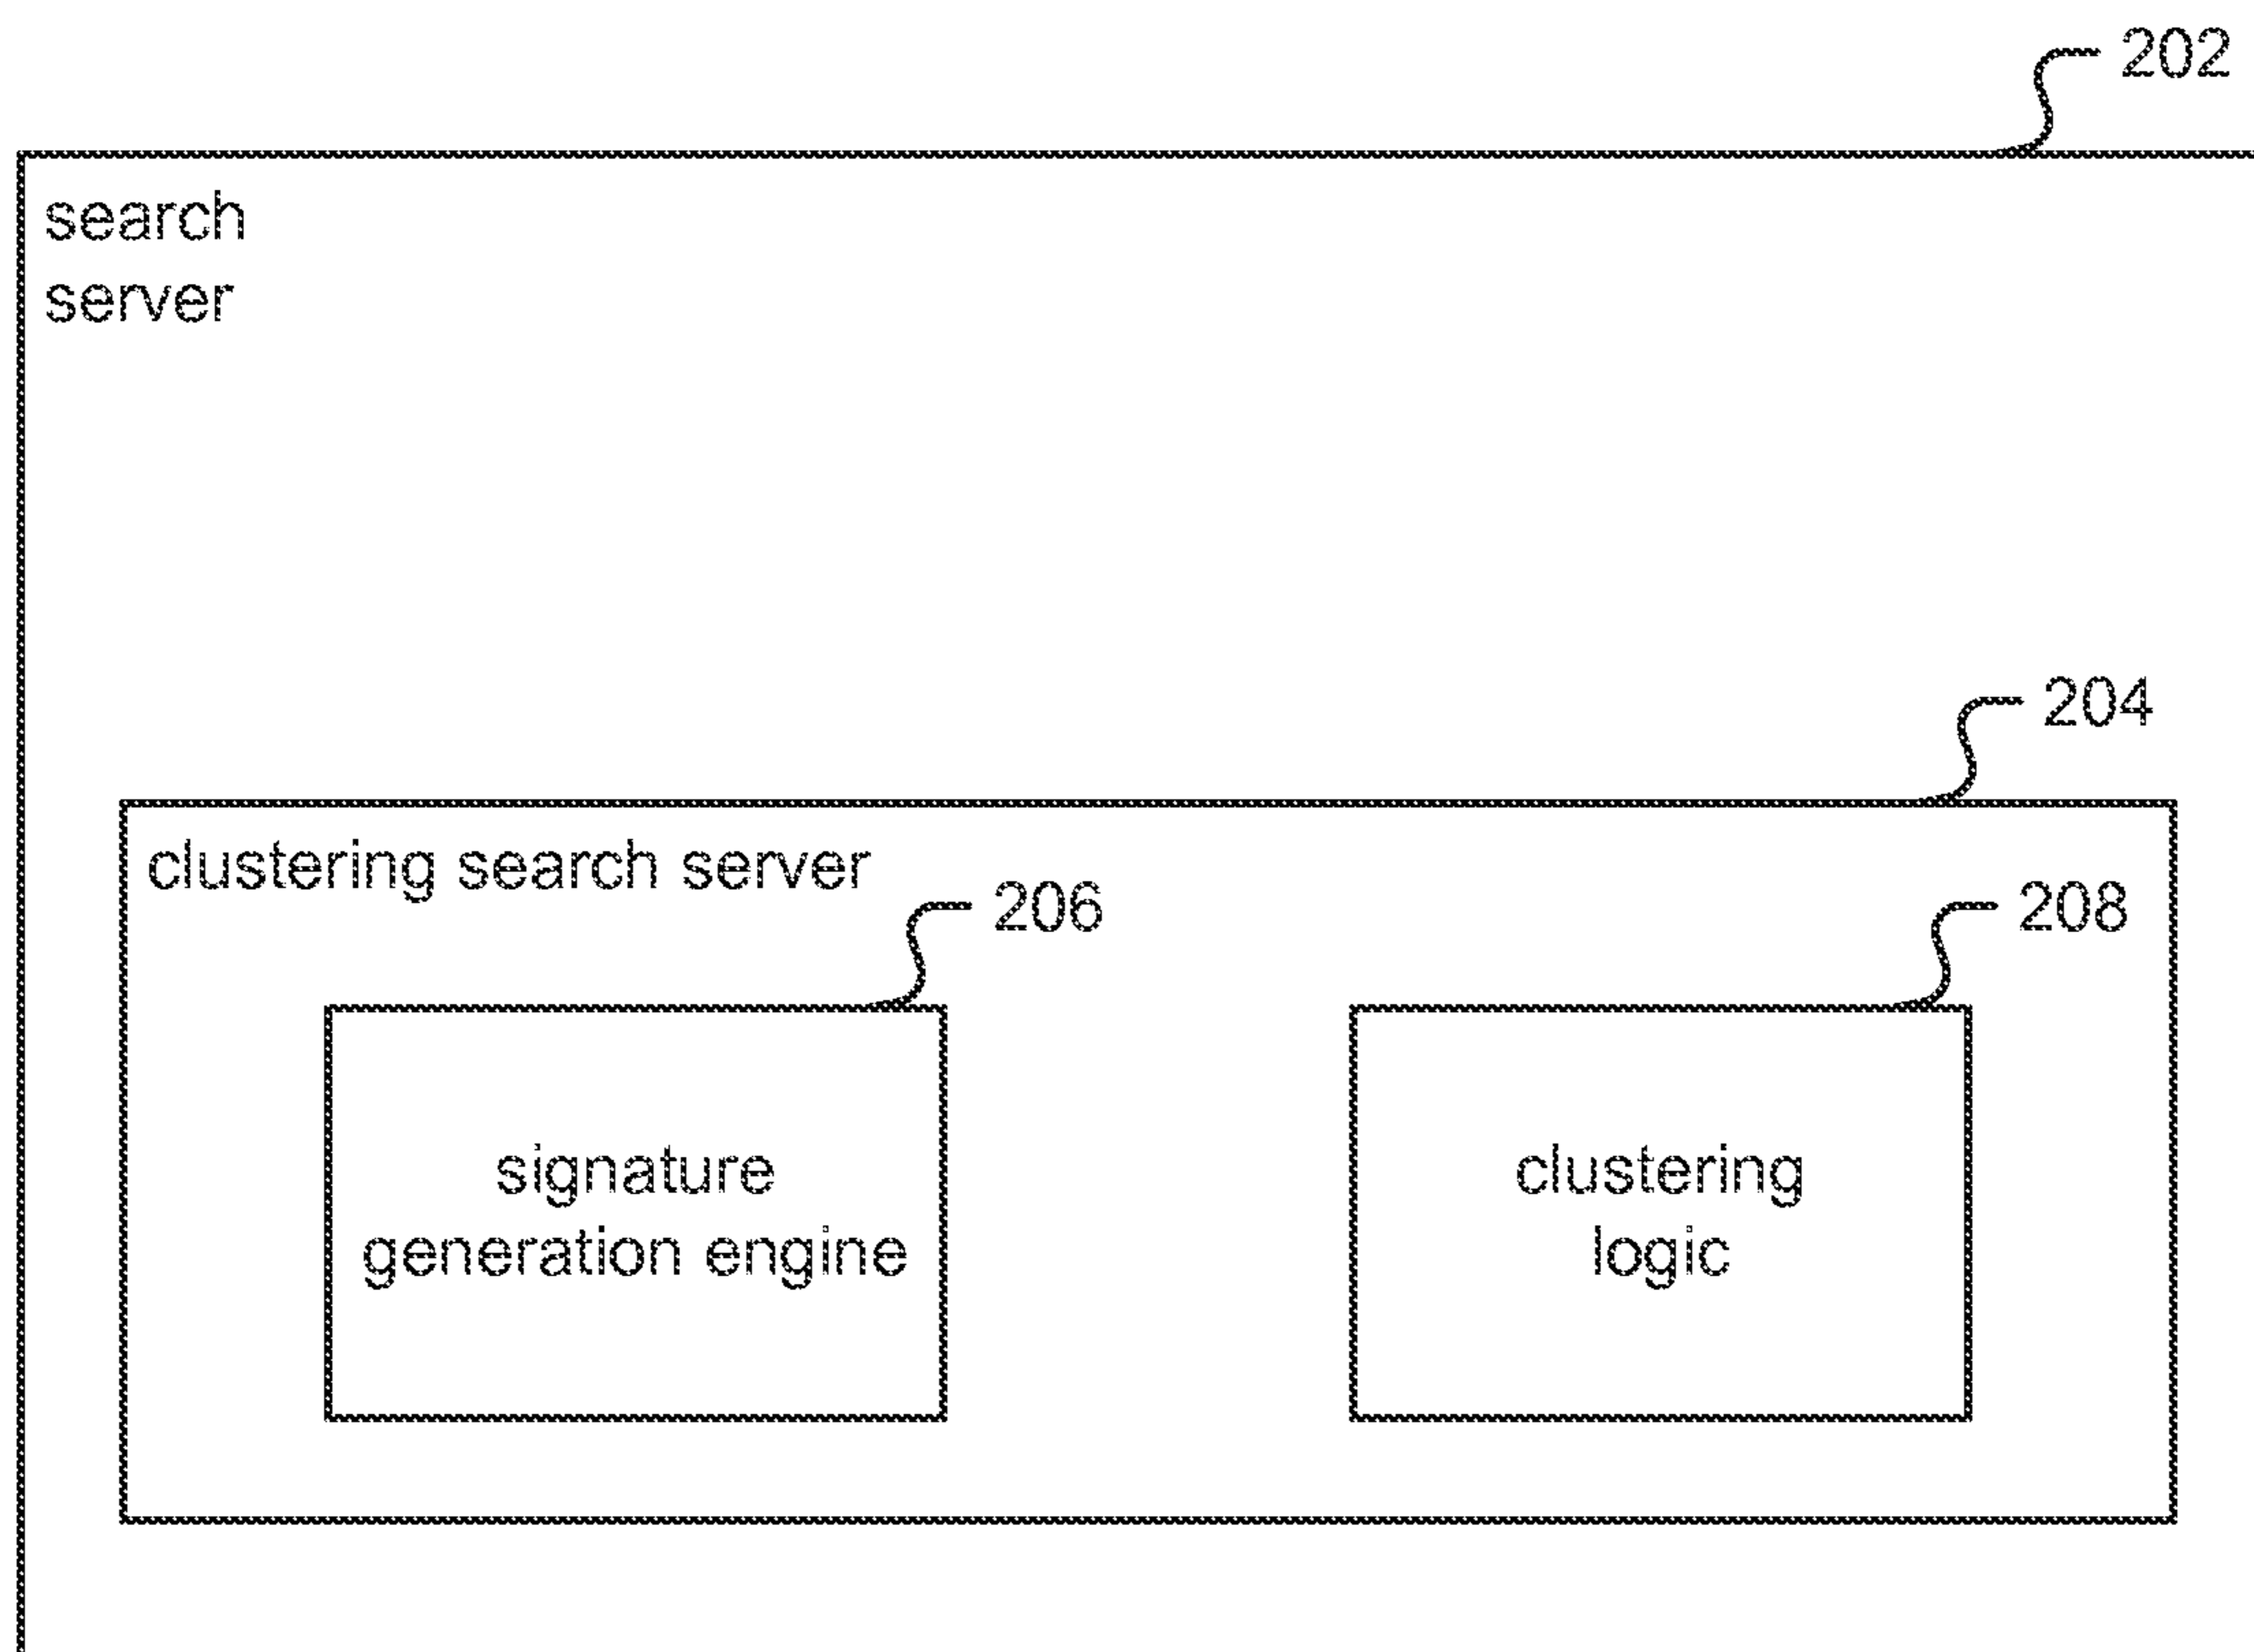 202
search
server
204
clustering search server
206
208
signature
generation engine
clustering
logic